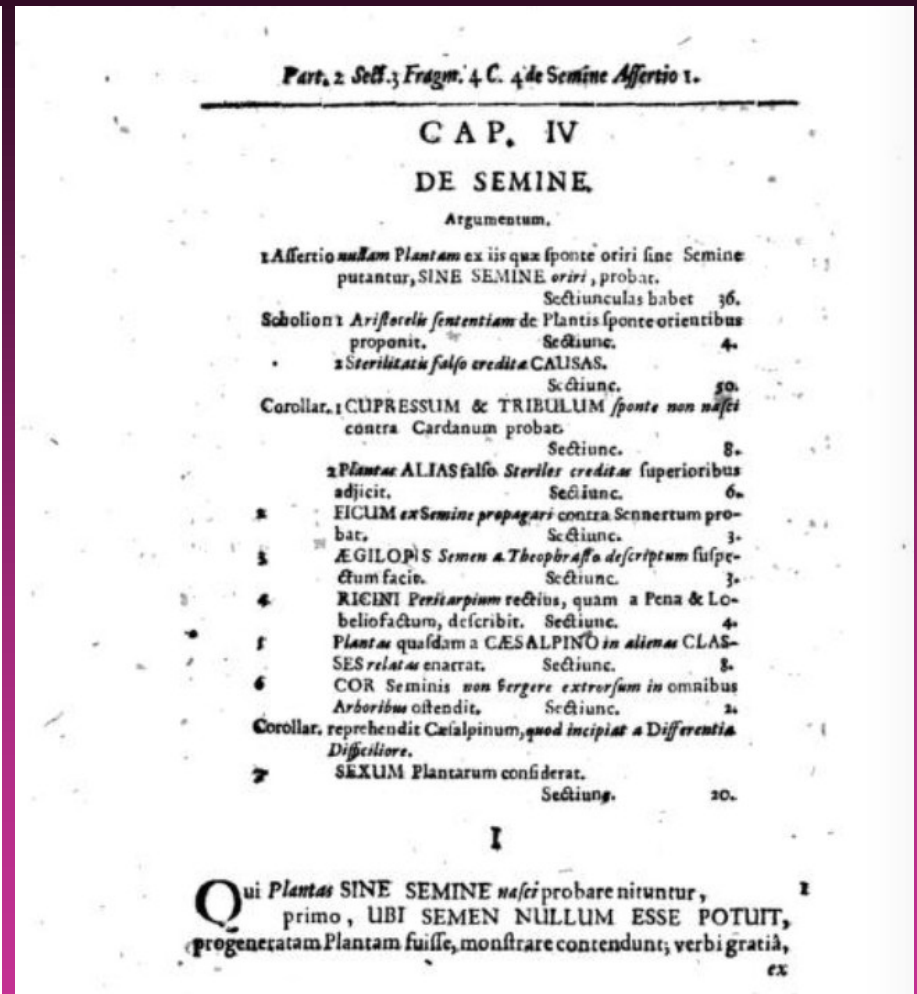 Part. 2 Sect. 3 Fragm. 4 C. 4 de Semine Assertio 1.
CAP. IV
DE SEMINE.
Argumentum.
1 Assertio nullam Plantam ex iis quæ sponte oriri sine Semine
putantur, SINE SEMINE oriri, probat.
Sectiunculas habet 36.
Scholion 1 Aristotelis sententiam de Plantis sponte orientibus
proponit. Sectiunc. 4.
2 Sterilitatis falso creditæ CAUSAS.
Sectiunc. 50.
Corollar. 1 CUPRESSUM & TRIBULUM sponte non nasci
contra Cardanum probat.
Sectiunc. 8.
2 Plantas ALIAS falso Steriles creditas superioribus
adjicit. Sectiunc. 6.
2 FICUM ex Semine propagari contra Sennertum pro-
bat. Sectiunc. 3.
3 ÆGILOPIS Semen a Theophrasto descriptum suspe-
ctum facit. Sectiunc. 3.
4 RICINI Pericarpium rectius, quam a Pena & Lo-
belio factum, describit. Sectiunc. 4.
5 Plantas quasdam a CÆSALPINO in alienas CLAS-
SES relatas enarrat. Sectiunc. 8.
6 COR Seminis non vergere extrorsum in omnibus
Arboribus ostendit. Sectiunc. 2.
Corollar. reprehendit Cæsalpinum, quod incipiat a Differentia
Difficiliore.
7 SEXUM Plantarum considerat.
Sectiunc. 20.
I
Qui Plantas SINE SEMINE nasci probare nituntur, 1
primo, UBI SEMEN NULLUM ESSE POTUIT,
progeneratam Plantam fuisse, monstrare contendunt; verbi gratiâ,
ex